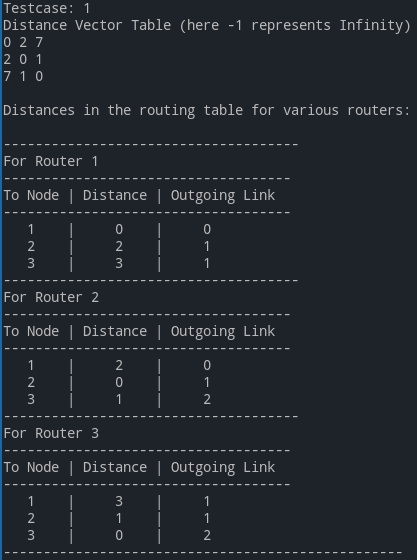 Testcase: 1
Distance Vector Table (here -1 represents Infinity)
0 2 7
2 0 1
7 1 0

Distances in the routing table for various routers:

-------------------------------------
For Router 1
------------------------------------
To Node | Distance | Outgoing Link
------------------------------------
   1    |     0    |     0
   2    |     2    |     1
   3    |     3    |     1
-------------------------------------
For Router 2
------------------------------------
To Node | Distance | Outgoing Link
------------------------------------
   1    |     2    |     0
   2    |     0    |     1
   3    |     1    |     2
-------------------------------------
For Router 3
------------------------------------
To Node | Distance | Outgoing Link
------------------------------------
   1    |     3    |     1
   2    |     1    |     1
   3    |     0    |     2
--------------------------------------------------